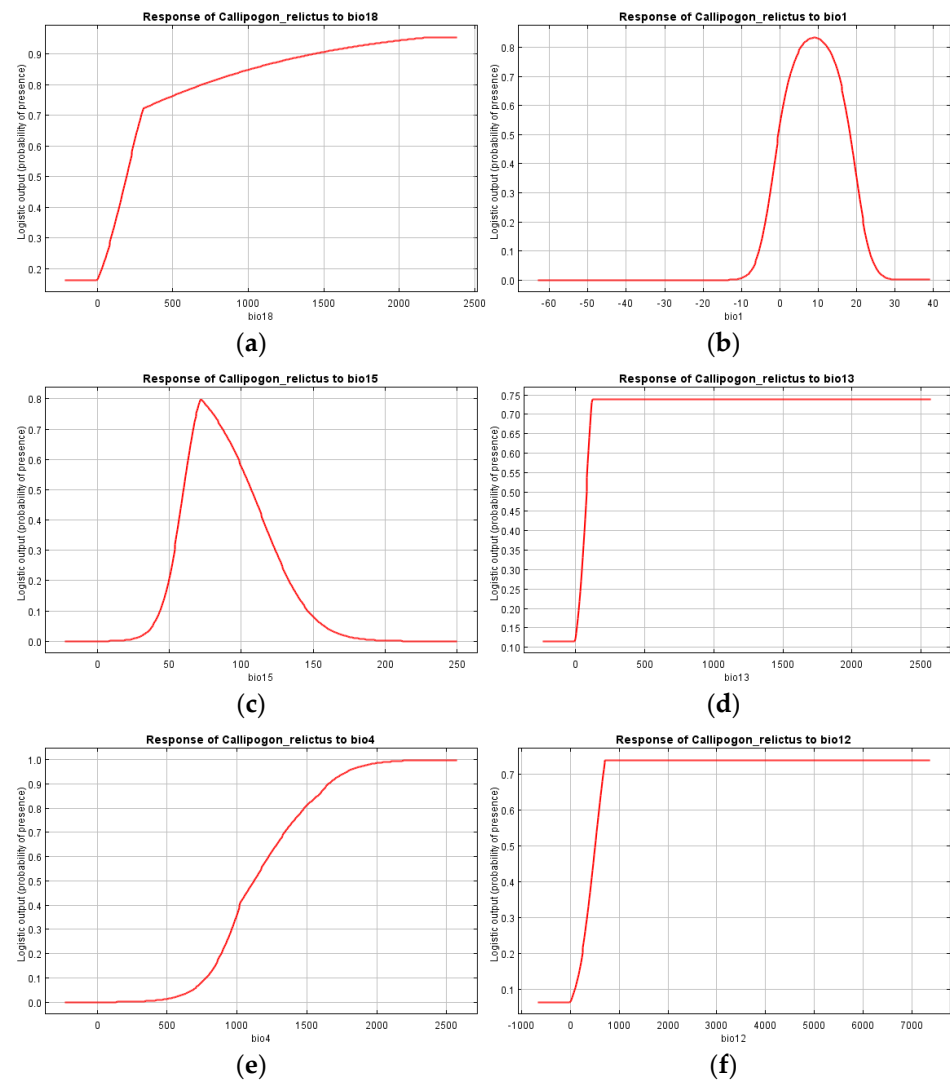 Response of Callipogon_relictus to bio18
Logistic output (probability of presence)
0.9
0.8
0.7
0.6
0.5
0.4
0.3
0.2
0 500 1000 1500 2000 2500
bio18
(a)
Response of Callipogon_relictus to bio1
Logistic output (probability of presence)
0.8
0.7
0.6
0.5
0.4
0.3
0.2
0.1
0.0
-60 -50 -40 -30 -20 -10 0 10 20 30 40
bio1
(b)
Response of Callipogon_relictus to bio15
Logistic output (probability of presence)
0.8
0.7
0.6
0.5
0.4
0.3
0.2
0.1
0.0
0 50 100 150 200 250
bio15
(c)
Response of Callipogon_relictus to bio13
Logistic output (probability of presence)
0.75
0.70
0.65
0.60
0.55
0.50
0.45
0.40
0.35
0.30
0.25
0.20
0.15
0.10
0 500 1000 1500 2000 2500
bio13
(d)
Response of Callipogon_relictus to bio4
Logistic output (probability of presence)
1.0
0.9
0.8
0.7
0.6
0.5
0.4
0.3
0.2
0.1
0.0
0 500 1000 1500 2000 2500
bio4
(e)
Response of Callipogon_relictus to bio12
Logistic output (probability of presence)
0.7
0.6
0.5
0.4
0.3
0.2
0.1
-1000 0 1000 2000 3000 4000 5000 6000 7000
bio12
(f)